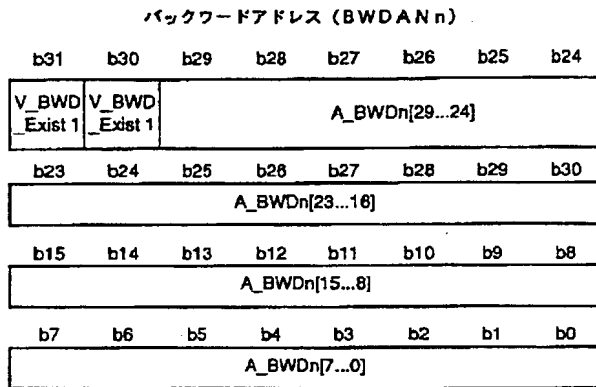 バックワードアドレス (BWDANn)
b31 b30 b29 b28 b27 b26 b25 b24
V_BWD V_BWD A_BWDn[29...24]
_Exist 1 _Exist 1
b23 b24 b25 b26 b27 b28 b29 b30
A_BWDn[23...16]
b15 b14 b13 b12 b11 b10 b9 b8
A_BWDn[15...8]
b7 b6 b5 b4 b3 b2 b1 b0
A_BWDn[7...0]